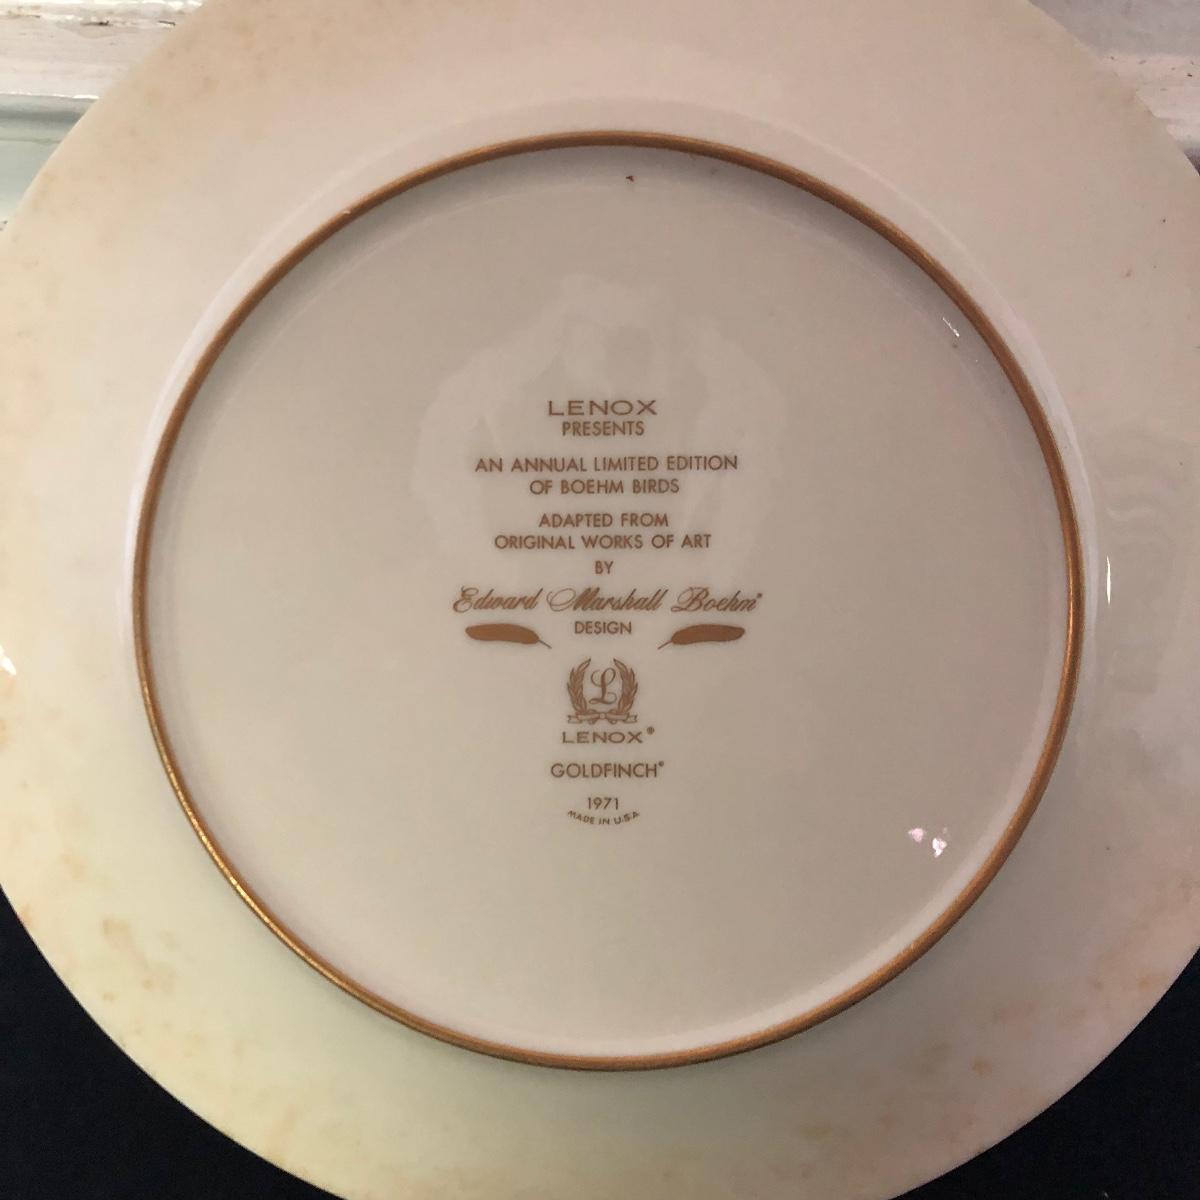 LENOX
PRESENTS
AN ANNUAL LIMITED EDITION
OF BOEHM BIRDS
ADAPTED FROM
ORIGINAL WORKS OF ART
BY
Edward Marshall Boehm®
DESIGN
L
LENOX®
GOLDFINCH®
1971
MADE IN U.S.A.